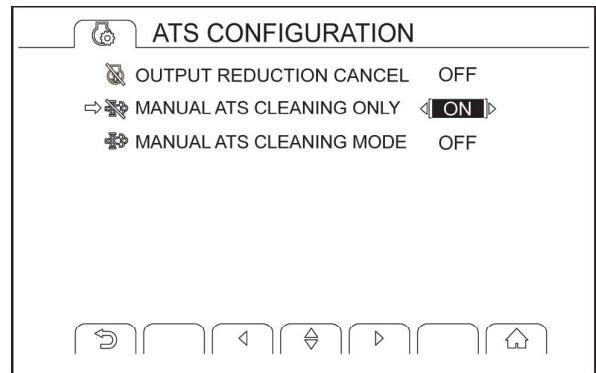 ATS CONFIGURATION
OUTPUT REDUCTION CANCEL OFF
MANUAL ATS CLEANING ONLY ON
MANUAL ATS CLEANING MODE OFF